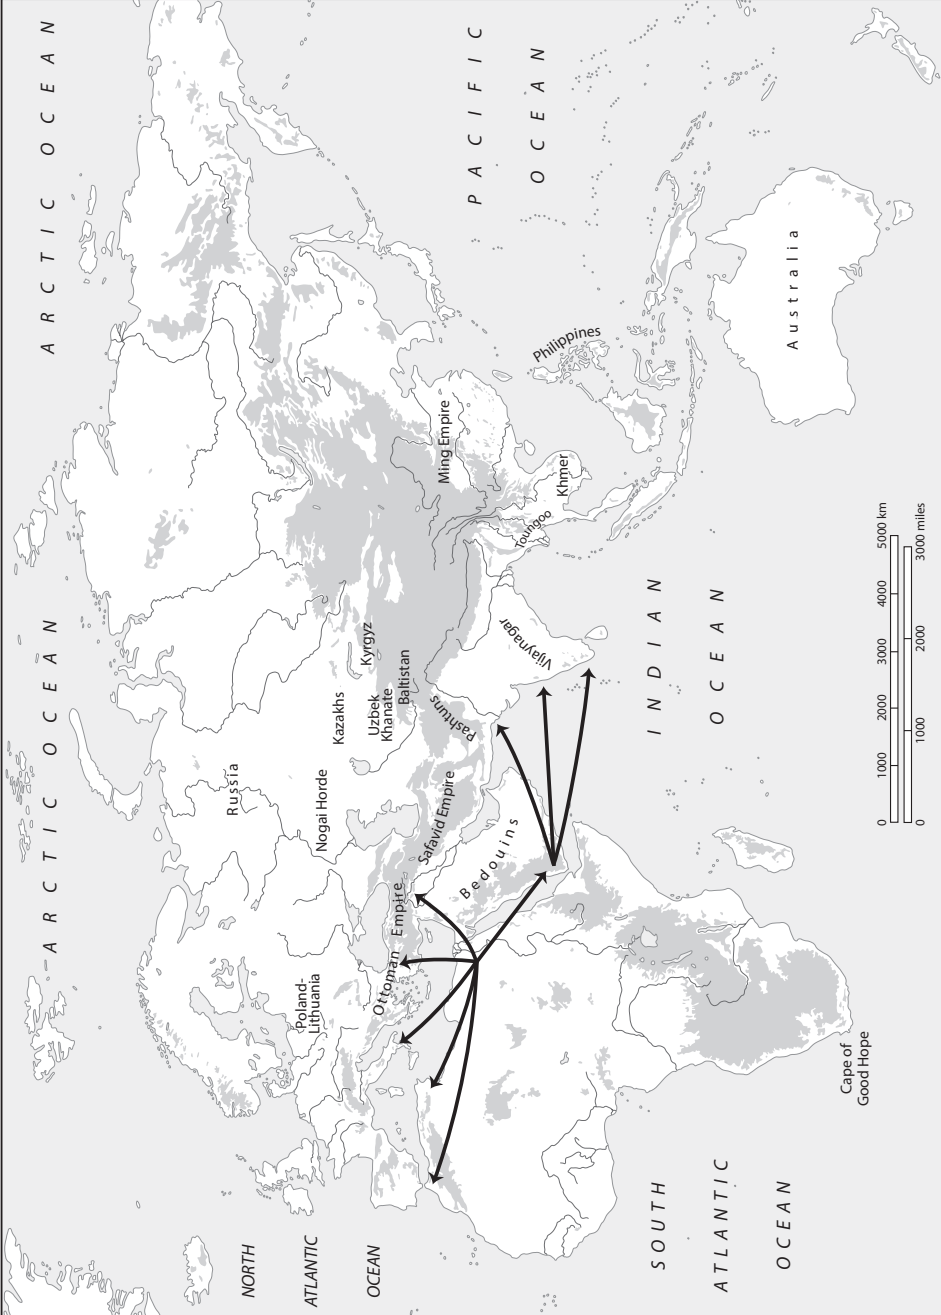 ARCTIC OCEAN
ARCTIC OCEAN
PACIFIC
OCEAN
NORTH
ATLANTIC
OCEAN
Russia
Poland-
Lithuania
Nogai Horde
Kazakhs
Kyrgyz
Uzbek
Khanate
Baltistan
Ottoman Empire
Safavid Empire
Pashtuns
Bedouins
Ming Empire
Vijaynagar
Toungoo
Khmer
Philippines
Australia
INDIAN
OCEAN
SOUTH
ATLANTIC
OCEAN
Cape of
Good Hope
0 1000 2000 3000 4000 5000 km
0 1000 2000 3000 miles